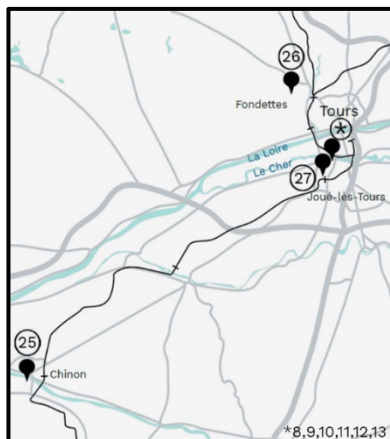 26
Fondettes
Tours
*
La Loire
Le Cher
27
Joué-lès-Tours
25
Chinon
*8,9,10,11,12,13